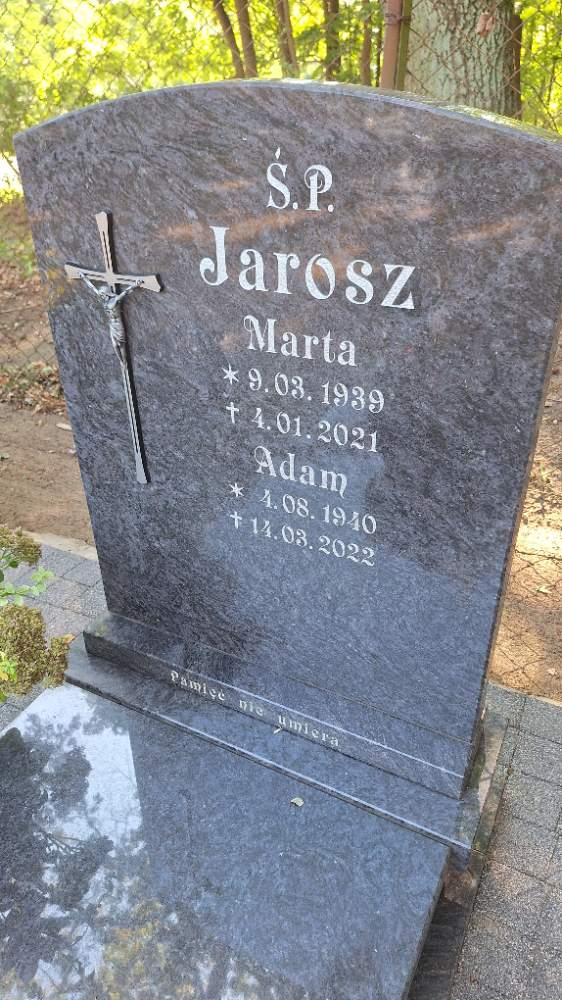 Ś.P.
Jarosz
Marta
* 9.03.1939
† 4.01.2021
Adam
* 4.08.1940
† 14.03.2022
Pamięć nie umiera